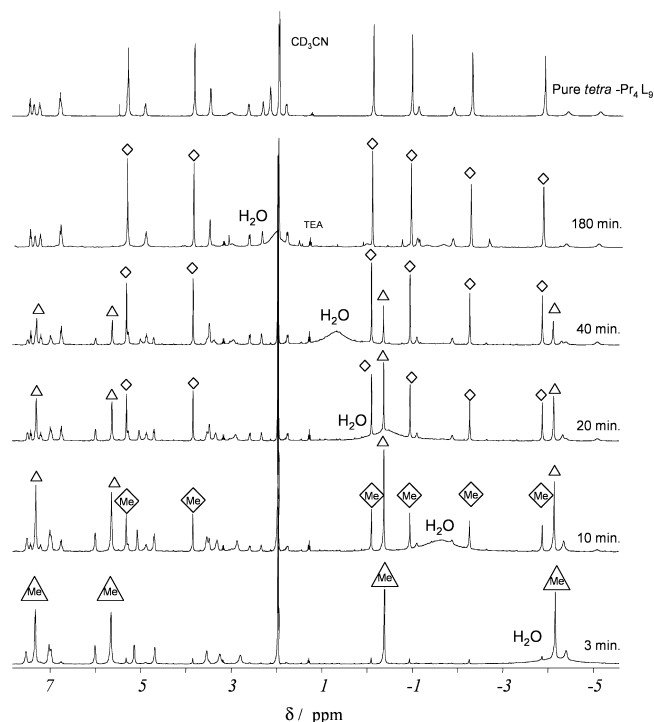 CD3CN
Pure tetra -Pr4 L9
H2O
TEA
180 min.
H2O
40 min.
H2O
20 min.
Me Me Me Me Me Me
H2O
10 min.
Me Me Me Me
H2O
3 min.
7 5 3 1 -1 -3 -5
δ / ppm